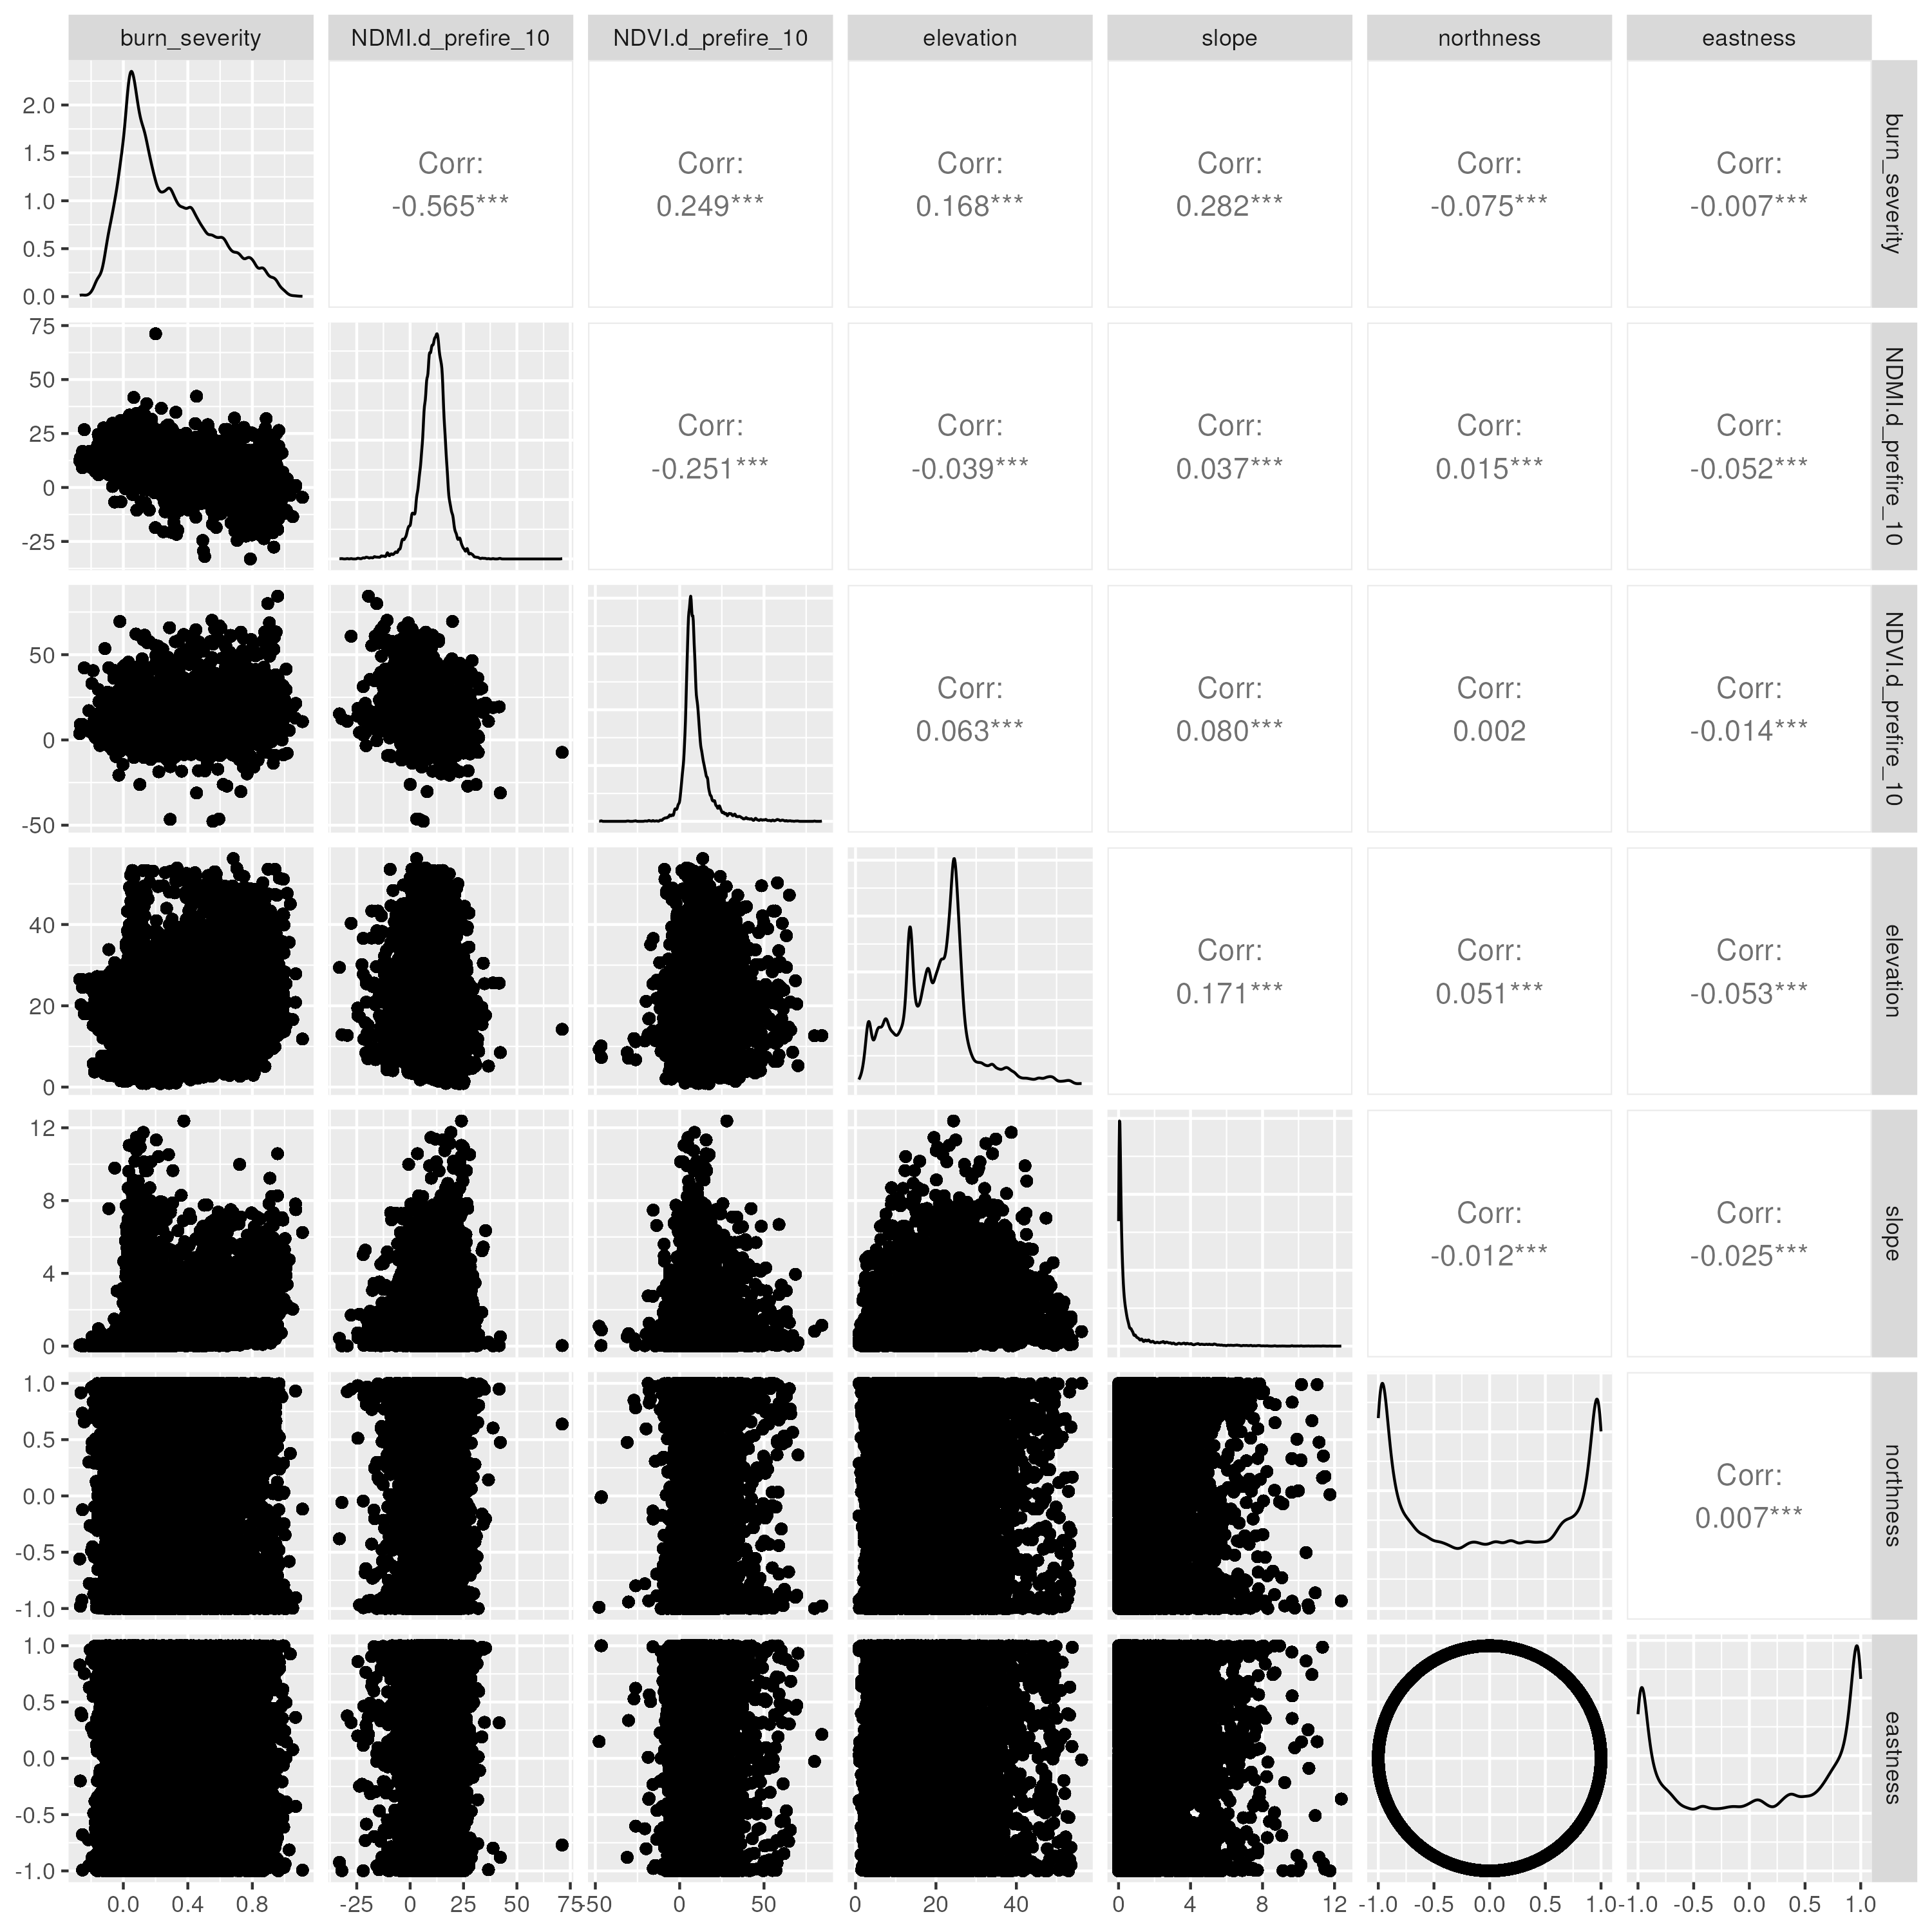 burn_severity NDMI.d_prefire_10 NDVI.d_prefire_10 elevation slope northness eastness
2.0
1.5
1.0
0.5
0.0
Corr: Corr: Corr: Corr: Corr: Corr:
-0.565*** 0.249*** 0.168*** 0.282*** -0.075*** -0.007***
burn_severity
75
50
25
0
-25
Corr: Corr: Corr: Corr: Corr:
-0.251*** -0.039*** 0.037*** 0.015*** -0.052***
NDMI.d_prefire_10
50
0
-50
Corr: Corr: Corr: Corr:
0.063*** 0.080*** 0.002 -0.014***
NDVI.d_prefire_10
40
20
0
Corr: Corr: Corr:
0.171*** 0.051*** -0.053***
elevation
12
8
4
0
Corr: Corr:
-0.012*** -0.025***
slope
1.0
0.5
0.0
-0.5
-1.0
Corr:
0.007***
northness
1.0
0.5
0.0
-0.5
-1.0
eastness
0.0 0.4 0.8 -25 0 25 50 75 -50 0 50 0 20 40 0 4 8 12 -1.0 -0.5 0.0 0.5 1.0 -1.0 -0.5 0.0 0.5 1.0